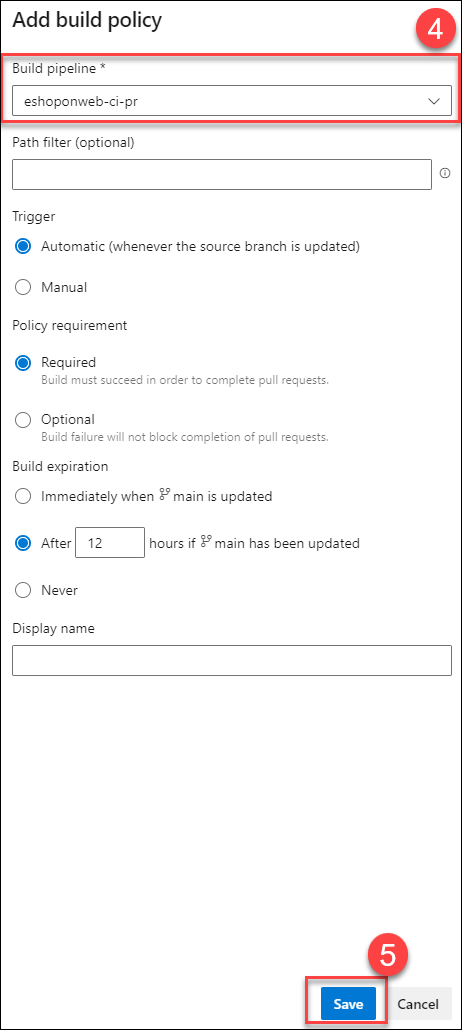 Add build policy
4
Build pipeline *
eshoponweb-ci-pr
Path filter (optional)
Trigger
Automatic (whenever the source branch is updated)
Manual
Policy requirement
Required
Build must succeed in order to complete pull requests.
Optional
Build failure will not block completion of pull requests.
Build expiration
Immediately when main is updated
After 12 hours if main has been updated
Never
Display name
5
Save Cancel